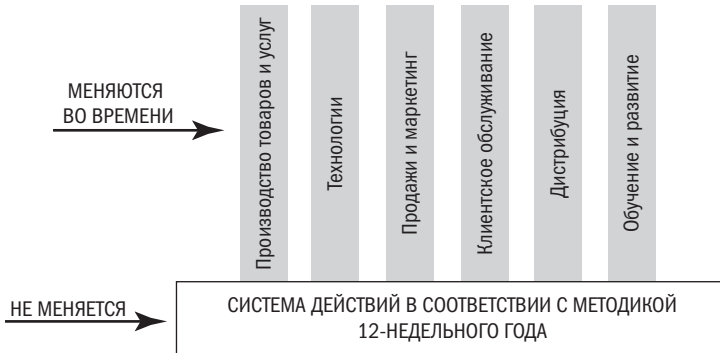 МЕНЯЮТСЯ
ВО ВРЕМЕНИ
Производство товаров и услуг
Технологии
Продажи и маркетинг
Клиентское обслуживание
Дистрибуция
Обучение и развитие
НЕ МЕНЯЕТСЯ
СИСТЕМА ДЕЙСТВИЙ В СООТВЕТСТВИИ С МЕТОДИКОЙ
12-НЕДЕЛЬНОГО ГОДА